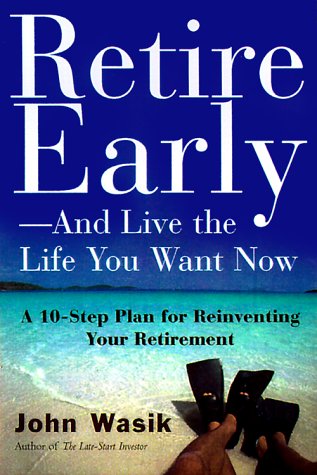 Retire
Early
—And Live the
Life You Want Now
A 10-Step Plan for Reinventing
Your Retirement
John Wasik
Author of The Late-Start Investor